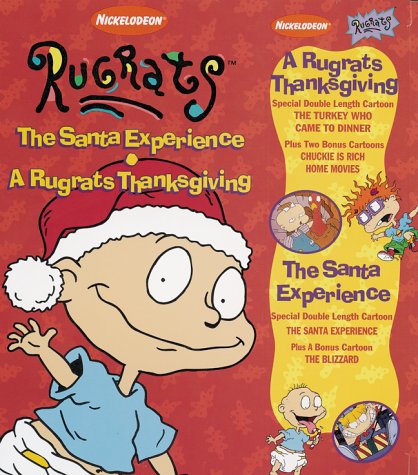 NICKELODEON
RUGRATS™
The Santa Experience
•
A Rugrats Thanksgiving
NICKELODEON
RUGRATS
A Rugrats
Thanksgiving
Special Double Length Cartoon
THE TURKEY WHO
CAME TO DINNER
Plus Two Bonus Cartoons
CHUCKIE IS RICH
HOME MOVIES
The Santa
Experience
Special Double Length Cartoon
THE SANTA EXPERIENCE
Plus A Bonus Cartoon
THE BLIZZARD